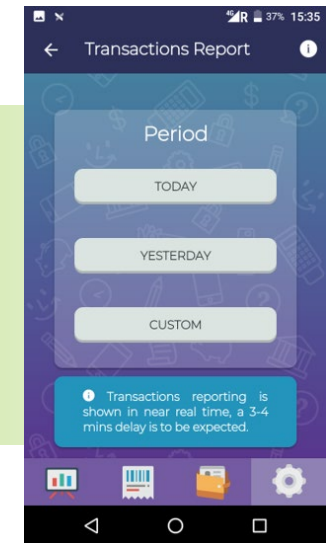 4G R 37% 15:35
Transactions Report
Period
TODAY
YESTERDAY
CUSTOM
Transactions reporting is
shown in near real time, a 3-4
mins delay is to be expected.